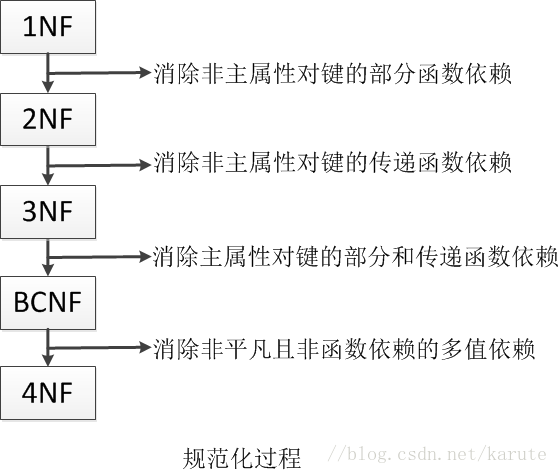 1NF
消除非主属性对键的部分函数依赖
2NF
消除非主属性对键的传递函数依赖
3NF
消除主属性对键的部分和传递函数依赖
BCNF
消除非平凡且非函数依赖的多值依赖
4NF
规范化过程
//blog.csdn.net/karute